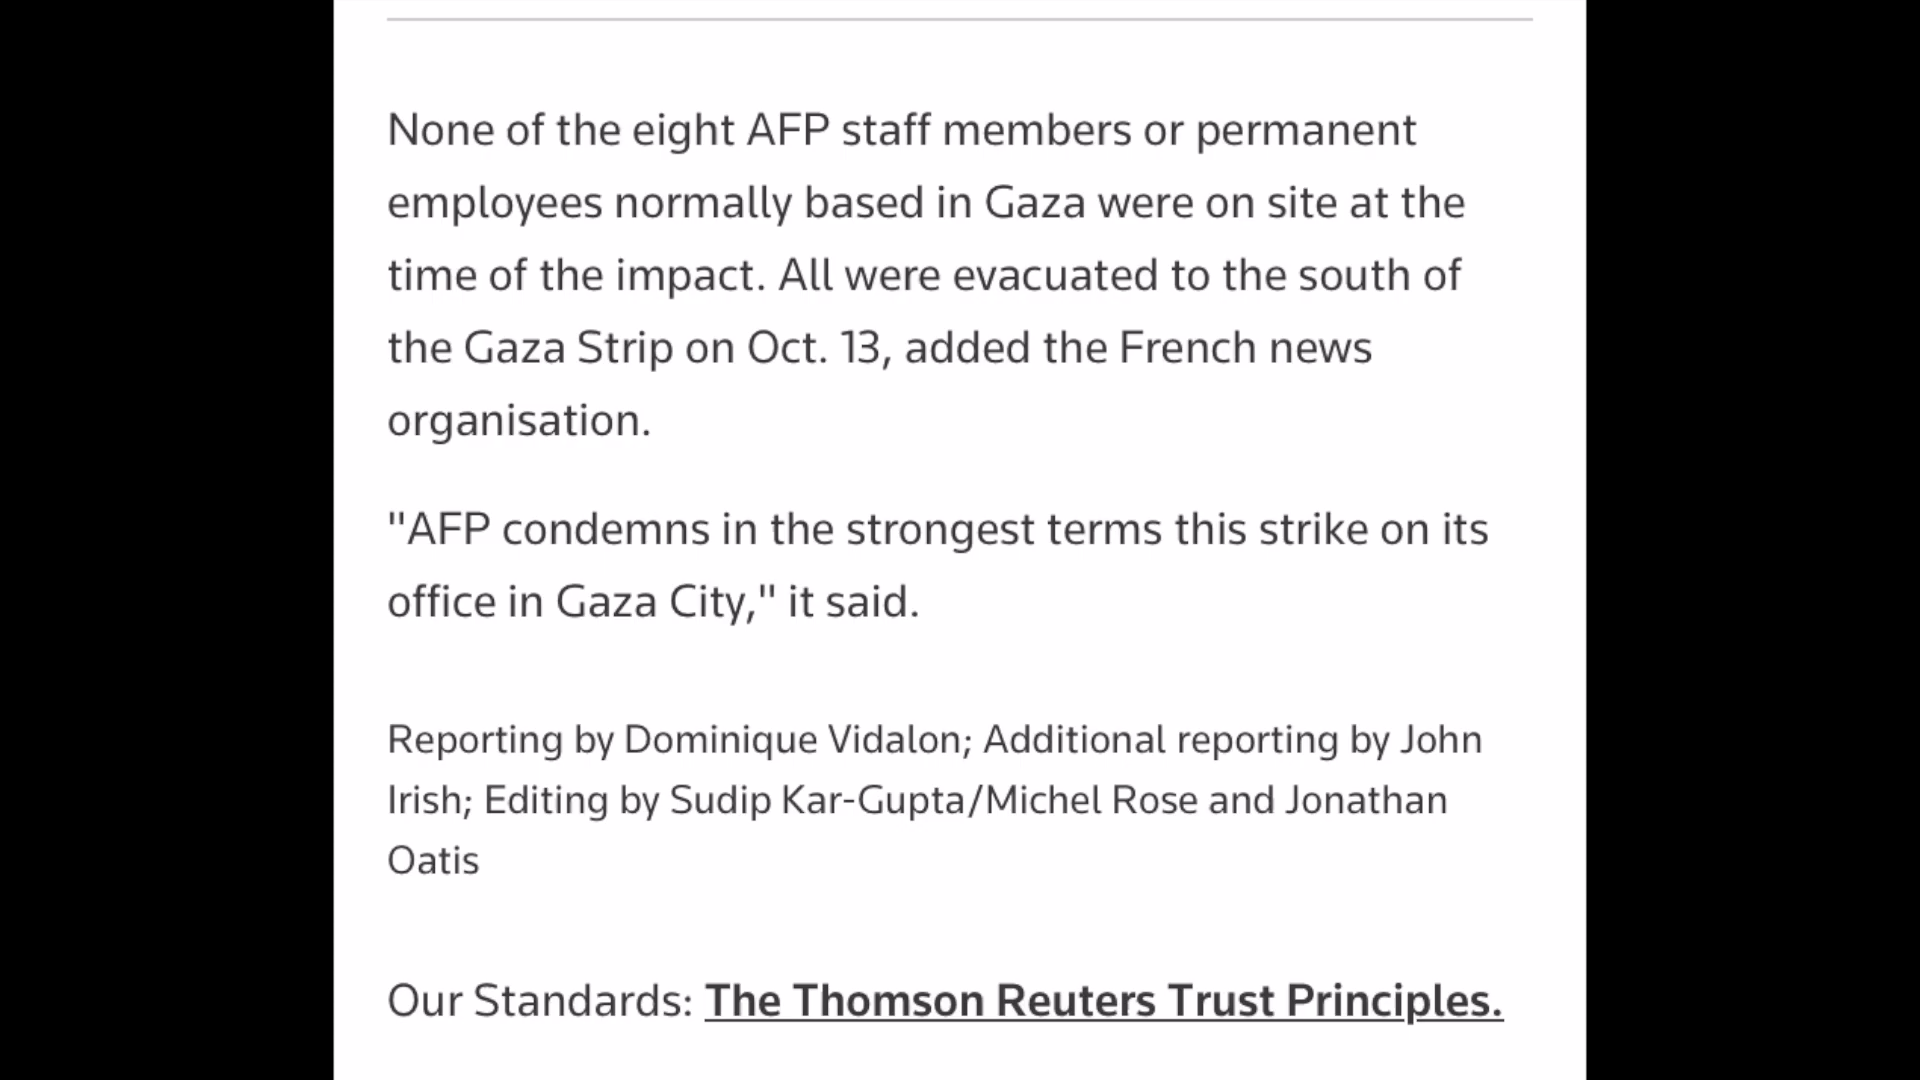 None of the eight AFP staff members or permanent
employees normally based in Gaza were on site at the
time of the impact. All were evacuated to the south of
the Gaza Strip on Oct. 13, added the French news
organisation.
"AFP condemns in the strongest terms this strike on its
office in Gaza City," it said.
Reporting by Dominique Vidalon; Additional reporting by John
Irish; Editing by Sudip Kar-Gupta/Michel Rose and Jonathan
Oatis
Our Standards: The Thomson Reuters Trust Principles.